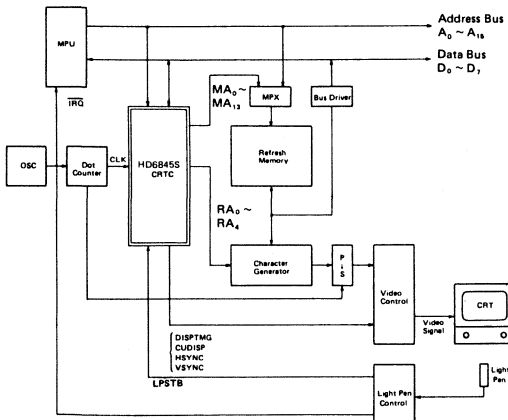 MPU
Address Bus
A₀ ~ A₁₅
Data Bus
D₀ ~ D₇
IRQ
MA₀ ~
MA₁₃
MPX
Bus Driver
OSC
Dot
Counter
CLK
HD6845S
CRTC
Refresh
Memory
RA₀ ~
RA₄
Character
Generator
P
I
S
Video
Control
CRT
Video
Signal
DISPTMG
CUDISP
HSYNC
VSYNC
LPSTB
Light Pen
Control
Light
Pen